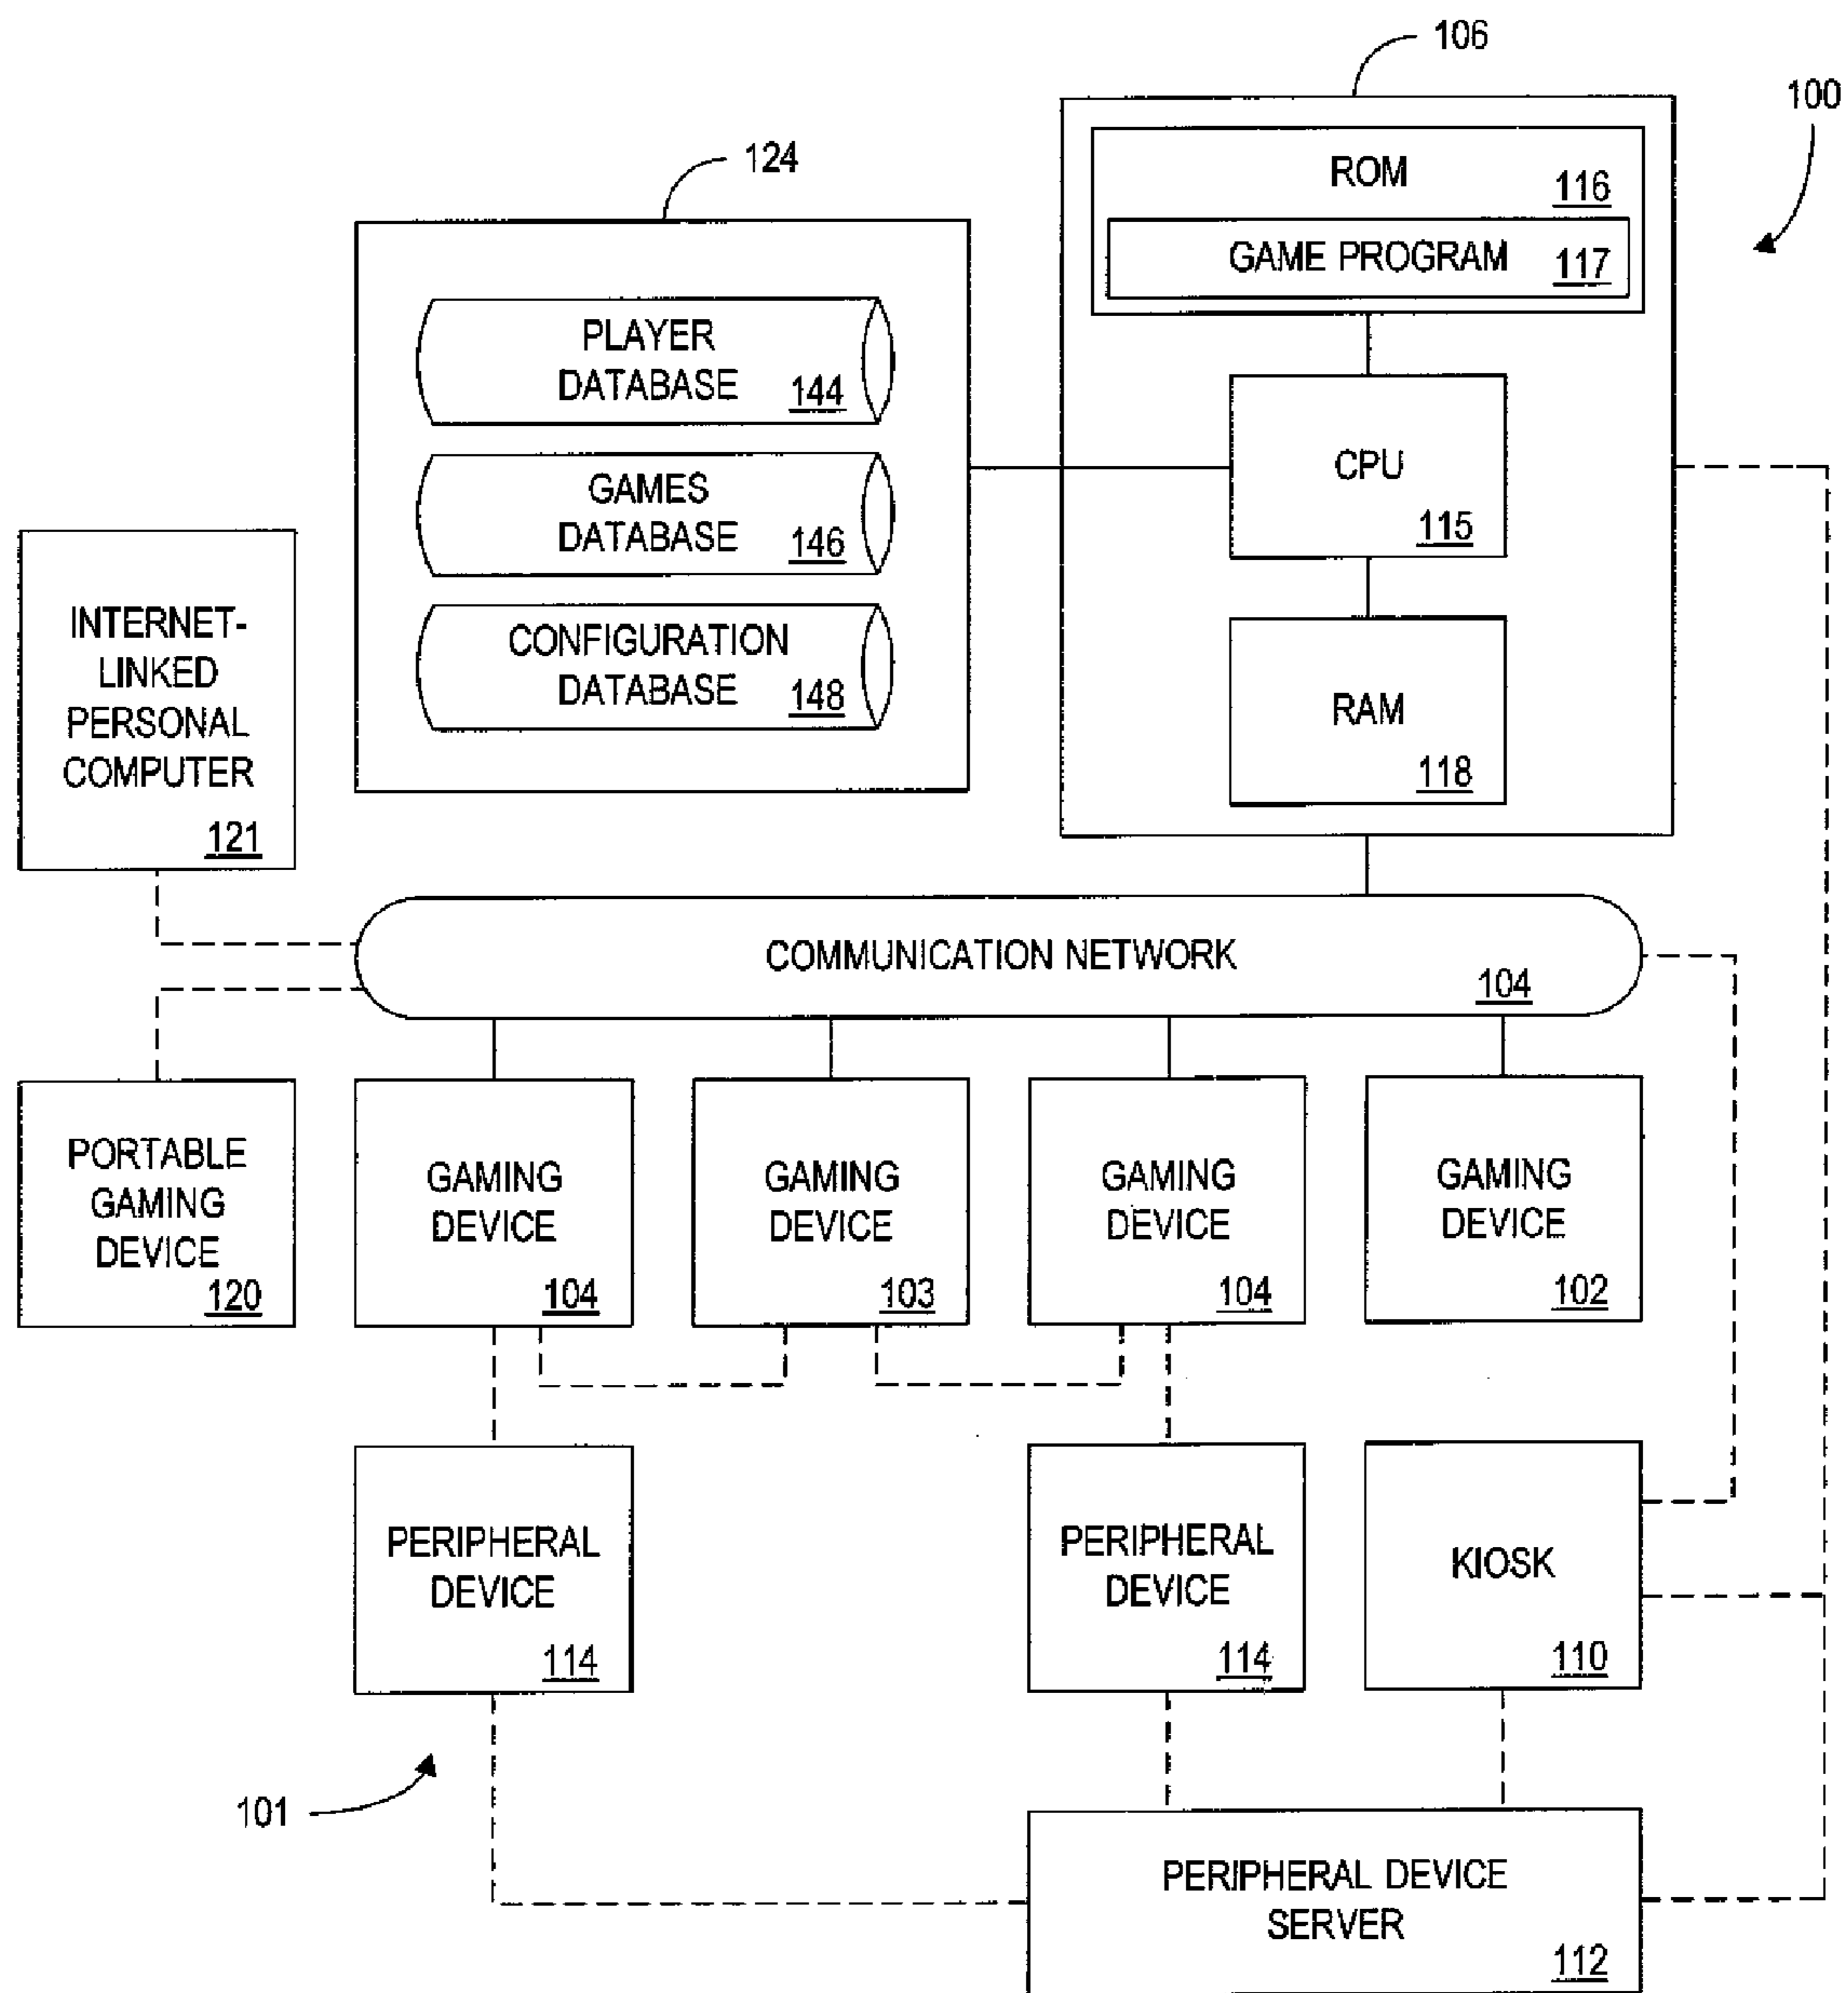 106
100
124
ROM
116
GAME PROGRAM 117
PLAYER
DATABASE 144
GAMES
DATABASE 146
CONFIGURATION
DATABASE 148
CPU
115
RAM
118
INTERNET-
LINKED
PERSONAL
COMPUTER
121
COMMUNICATION NETWORK
104
PORTABLE
GAMING
DEVICE
120
GAMING
DEVICE
104
GAMING
DEVICE
103
GAMING
DEVICE
104
GAMING
DEVICE
102
PERIPHERAL
DEVICE
114
PERIPHERAL
DEVICE
114
KIOSK
110
101
PERIPHERAL DEVICE
SERVER
112